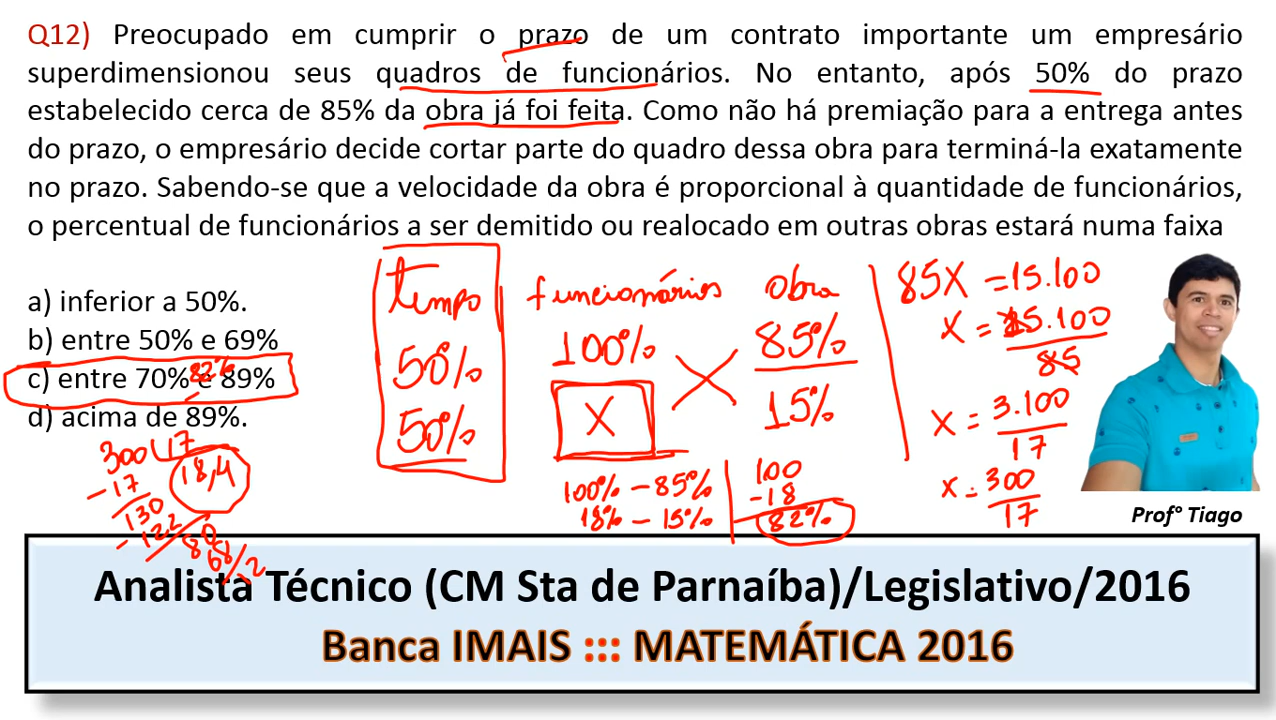 Q12) Preocupado em cumprir o prazo de um contrato importante um empresário
superdimensionou seus quadros de funcionários. No entanto, após 50% do prazo
estabelecido cerca de 85% da obra já foi feita. Como não há premiação para a entrega antes
do prazo, o empresário decide cortar parte do quadro dessa obra para terminá-la exatamente
no prazo. Sabendo-se que a velocidade da obra é proporcional à quantidade de funcionários,
o percentual de funcionários a ser demitido ou realocado em outras obras estará numa faixa
a) inferior a 50%.
b) entre 50% e 69%
c) entre 70% e 89%
82%
d) acima de 89%.
tempo
50%
50%
funcionários
100%
X
obra
85%
15%
85X = 15.100
X = 15.100
85
X = 3.100
17
X = 300
17
100% - 85%
18% - 15%
100
-18
82%
300 17
18,4
-17
130
- 122
80
68
12
Profº Tiago
Analista Técnico (CM Sta de Parnaíba)/Legislativo/2016
Banca IMAIS ::: MATEMÁTICA 2016